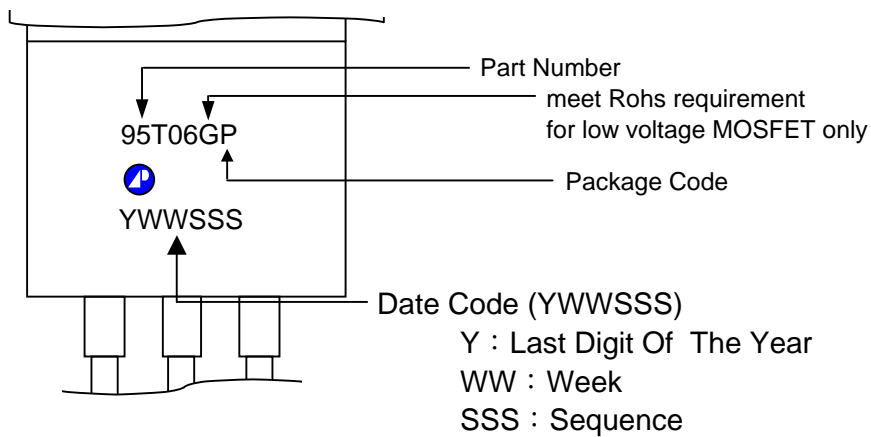 Part Number
meet Rohs requirement
for low voltage MOSFET only
95T06GP
Package Code
YWWSSS
Date Code (YWWSSS)
Y：Last Digit Of The Year
WW：Week
SSS：Sequence